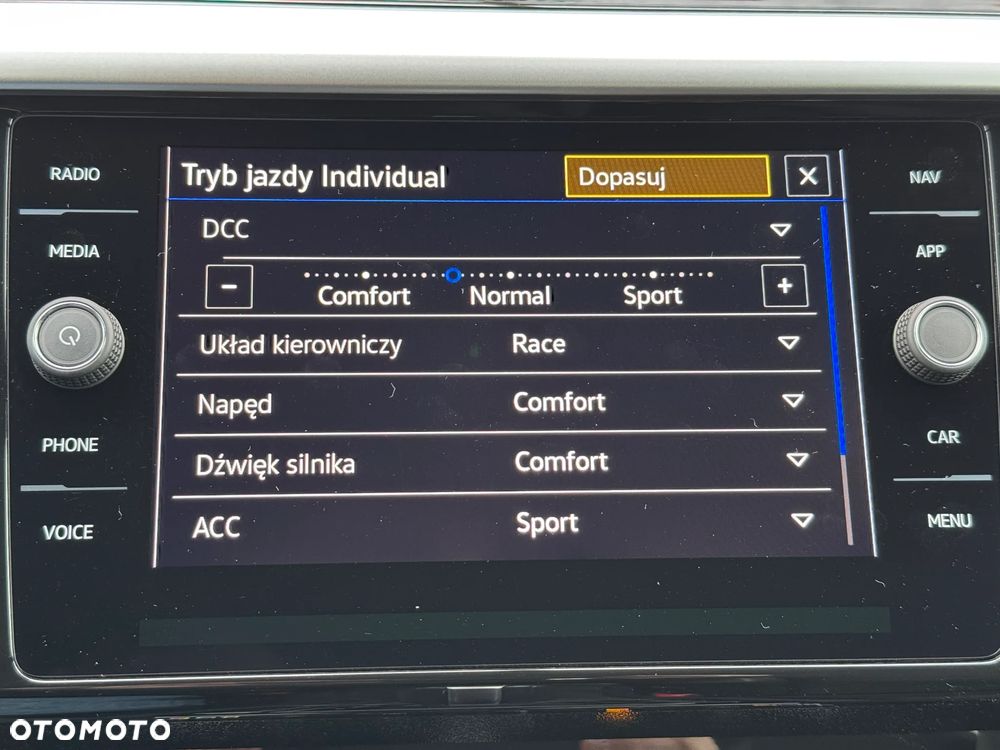 RADIO
MEDIA
PHONE
VOICE
Tryb jazdy Individual
Dopasuj
DCC
Comfort Normal Sport
Układ kierowniczy Race
Napęd Comfort
Dźwięk silnika Comfort
ACC Sport
NAV
APP
CAR
MENU
OTOMOTO